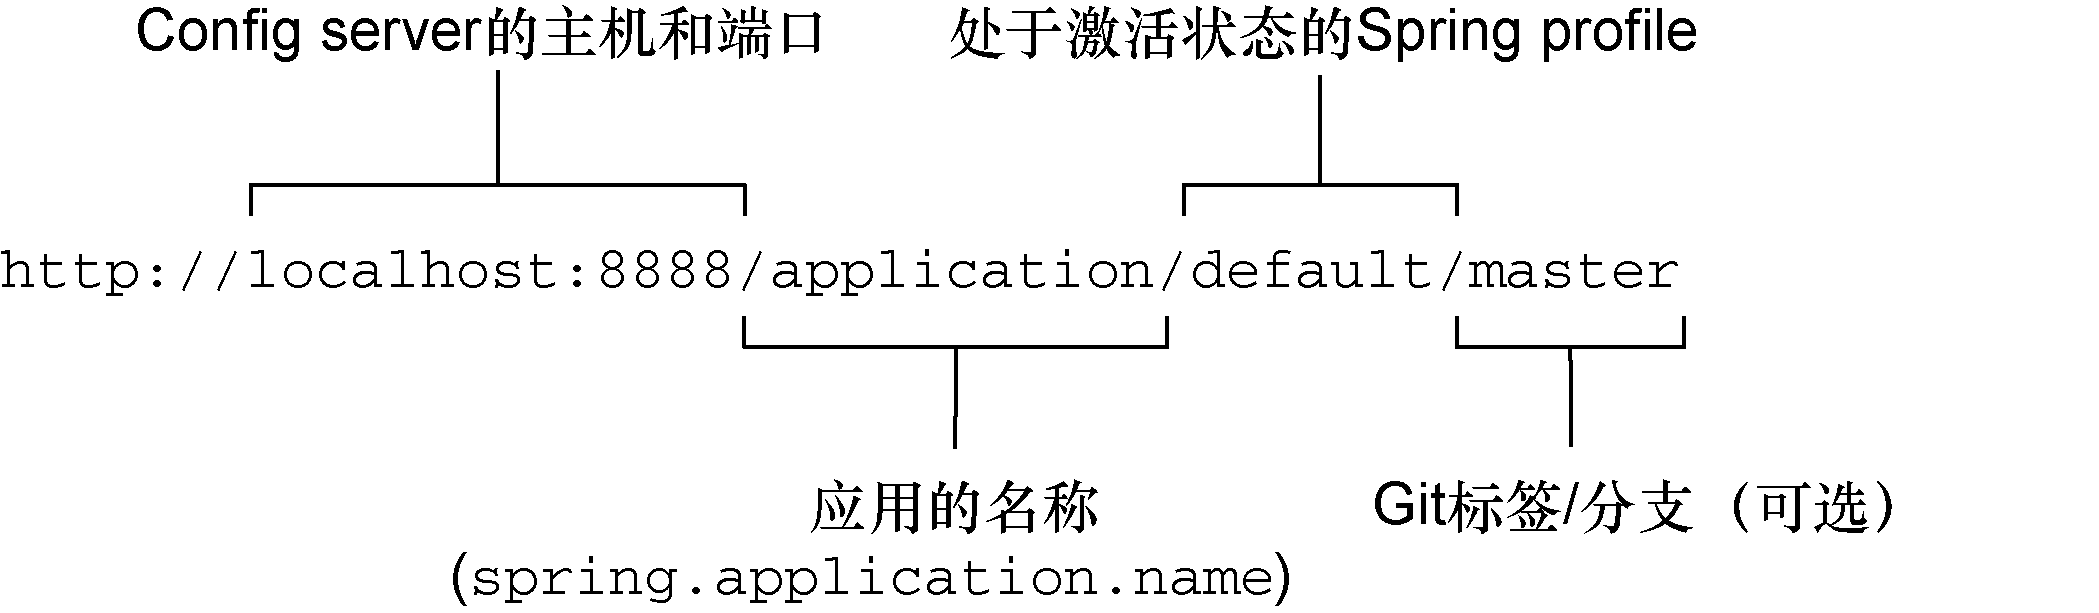 Config server的主机和端口
处于激活状态的Spring profile
http://localhost:8888/application/default/master
应用的名称
(spring.application.name)
Git标签/分支（可选）